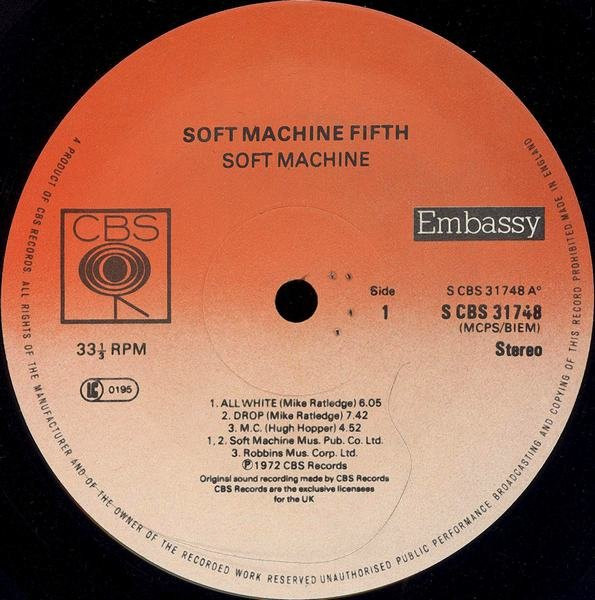 SOFT MACHINE FIFTH
SOFT MACHINE
CBS
Embassy
33⅓ RPM
LC 0195
Side
1
S CBS 31748 A°
S CBS 31748
(MCPS/BIEM)
Stereo
1. ALL WHITE (Mike Ratledge) 6.05
2. DROP (Mike Ratledge) 7.42
3. M.C. (Hugh Hopper) 4.52
1, 2. Soft Machine Mus. Pub. Co. Ltd.
3. Robbins Mus. Corp. Ltd.
℗ 1972 CBS Records
Original sound recording made by CBS Records
CBS Records are the exclusive licensees
for the UK
A PRODUCT OF CBS RECORDS. ALL RIGHTS OF THE MANUFACTURER AND OF THE OWNER OF THE RECORDED WORK RESERVED UNAUTHORISED PUBLIC PERFORMANCE BROADCASTING AND COPYING OF THIS RECORD PROHIBITED MADE IN ENGLAND